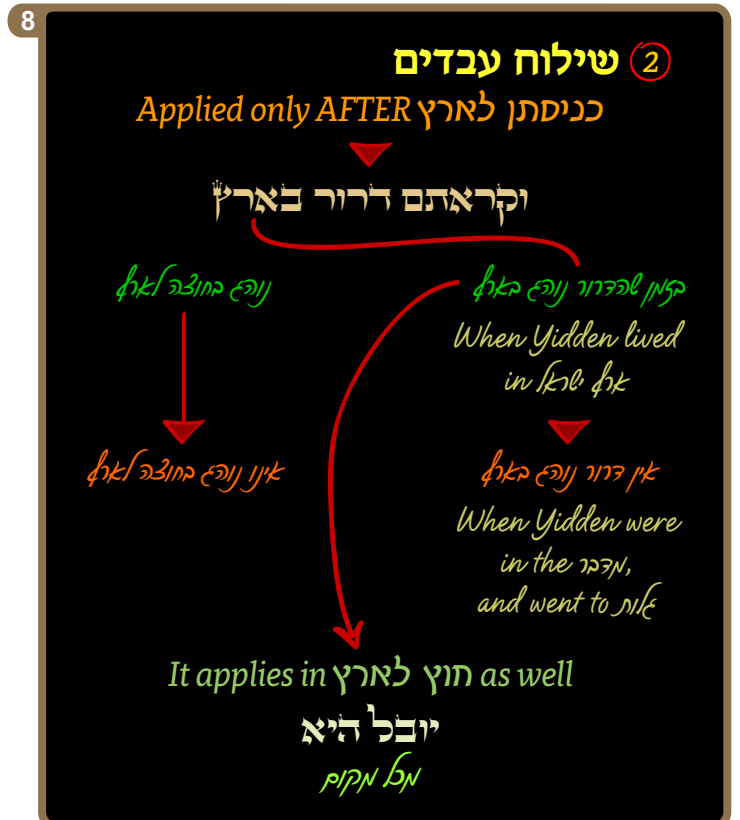 8
② שילוח עבדים
Applied only AFTER כניסתן לארץ
וקראתם דרור בארץ
בזמן שהדרור נוהג בארץ
נוהג בחוצה לארץ
When Yidden lived
in ארץ ישראל
אין דרור נוהג בארץ
אינו נוהג בחוצה לארץ
When Yidden were
in the מדבר,
and went to גלות
It applies in חוץ לארץ as well
יובל היא
מכל מקום